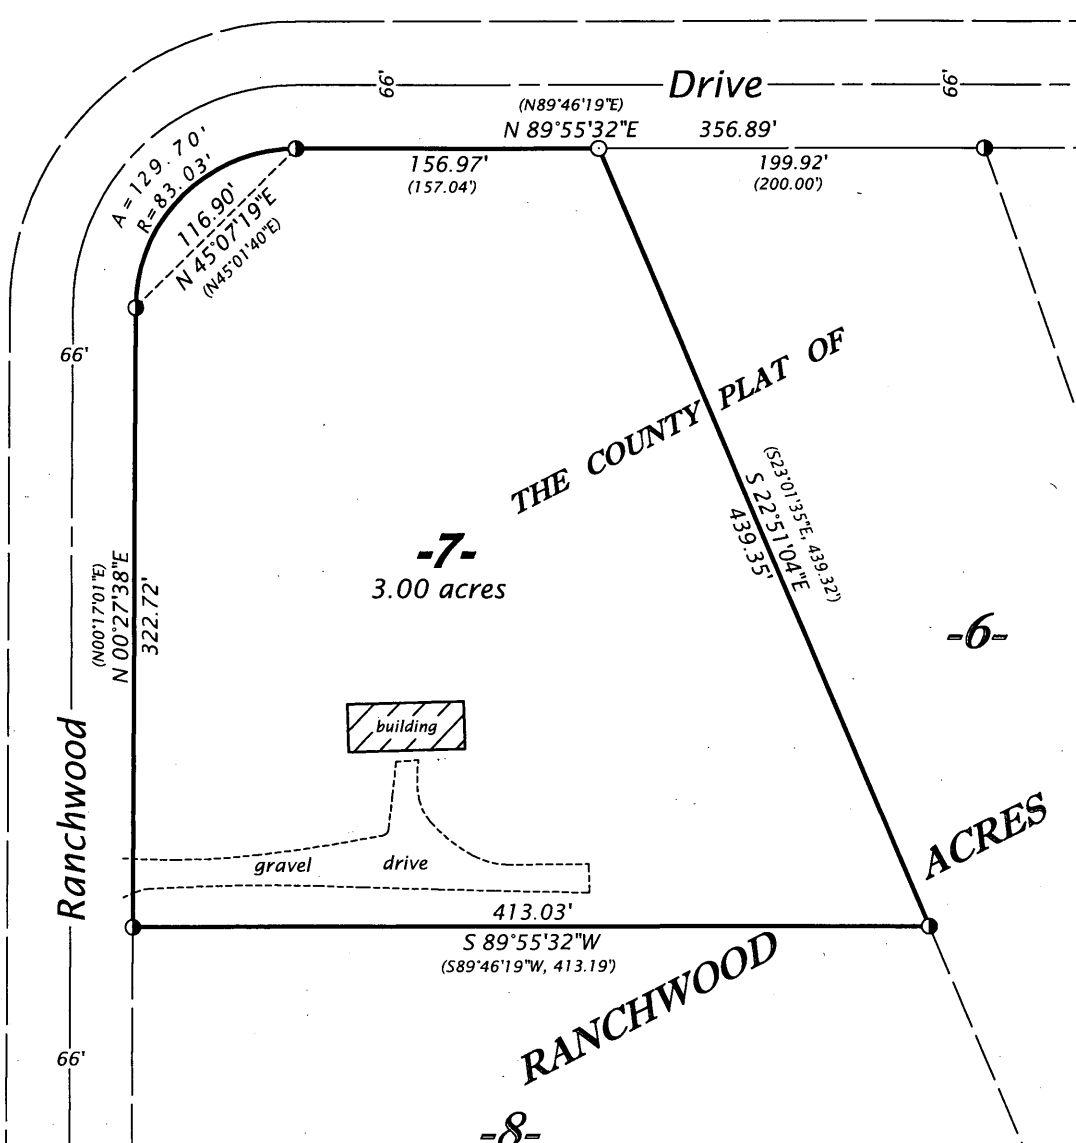 Drive
66'
66'
(N89°46'19"E)
N 89°55'32"E
356.89'
156.97'
(157.04')
199.92'
(200.00')
A=129.70'
R=83.03'
116.90'
N 45°07'19"E
(N45°01'40"E)
66'
THE COUNTY PLAT OF
(S23°01'35"E, 439.32')
S 22°51'04"E
439.35'
-7-
3.00 acres
(N00°17'01"E)
N 00°27'38"E
322.72'
-6-
building
Ranchwood
gravel drive
ACRES
413.03'
S 89°55'32"W
(S89°46'19"W, 413.19')
RANCHWOOD
66'
-8-